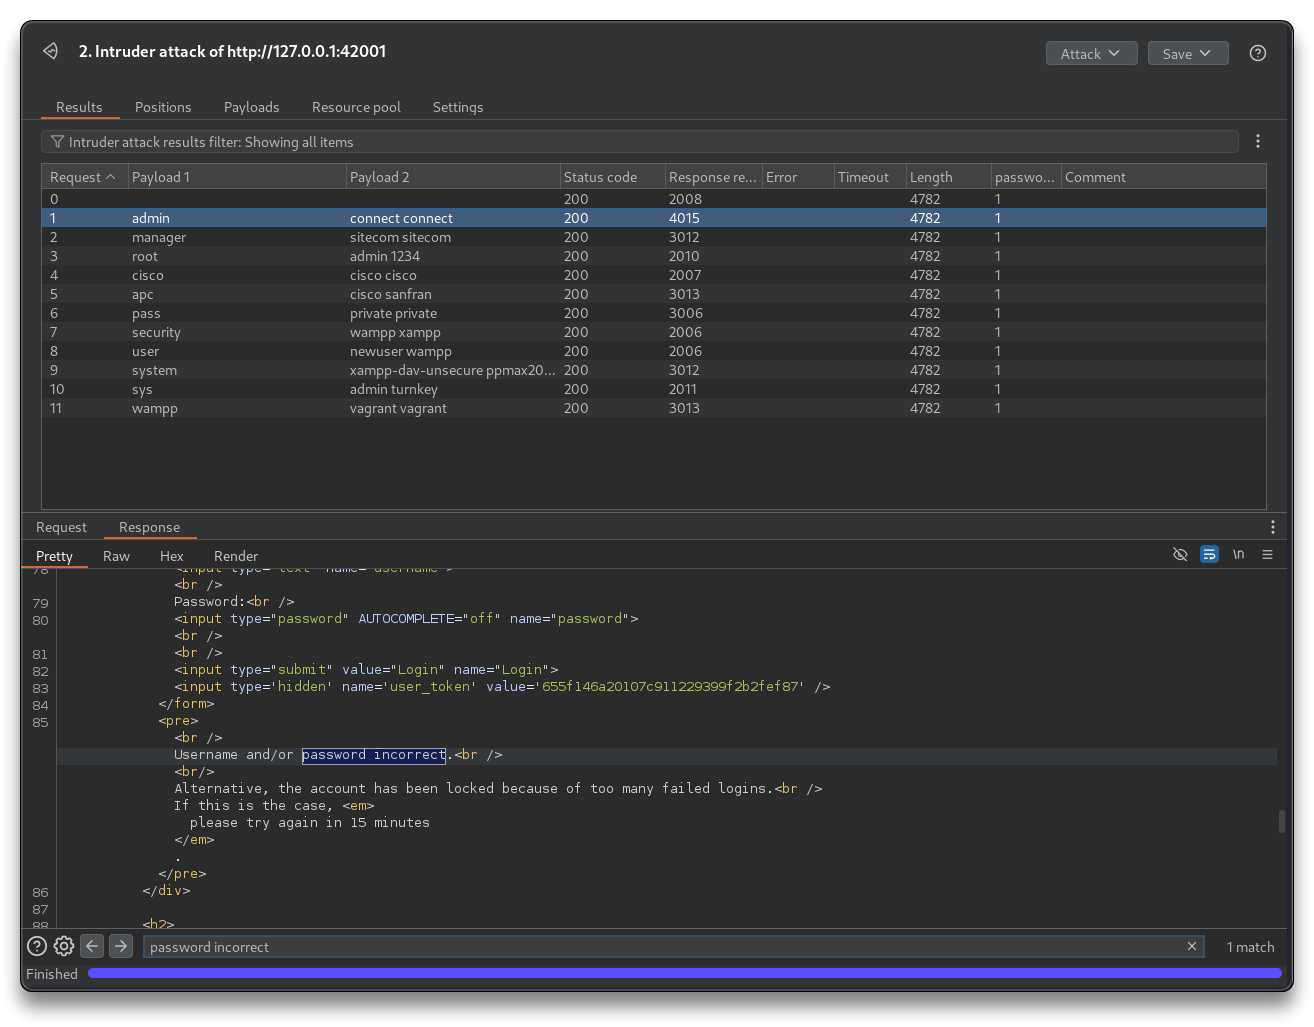 2. Intruder attack of http://127.0.0.1:42001
Attack
Save
Results Positions Payloads Resource pool Settings
Intruder attack results filter: Showing all items
Request Payload 1 Payload 2 Status code Response re... Error Timeout Length passwo... Comment
0 200 2008 4782 1
1 admin connect connect 200 4015 4782 1
2 manager sitecom sitecom 200 3012 4782 1
3 root admin 1234 200 2010 4782 1
4 cisco cisco cisco 200 2007 4782 1
5 apc cisco sanfran 200 3013 4782 1
6 pass private private 200 3006 4782 1
7 security wampp xampp 200 2006 4782 1
8 user newuser wampp 200 2006 4782 1
9 system xampp-dav-unsecure ppmax20... 200 3012 4782 1
10 sys admin turnkey 200 2011 4782 1
11 wampp vagrant vagrant 200 3013 4782 1
Request Response
Pretty Raw Hex Render
\n
78 <input type="text" name="username">
<br />
79 Password:<br />
80 <input type="password" AUTOCOMPLETE="off" name="password">
<br />
81 <br />
82 <input type="submit" value="Login" name="Login">
83 <input type='hidden' name='user_token' value='655f146a20107c911229399f2b2fef87' />
84 </form>
85 <pre>
<br />
Username and/or password incorrect.<br />
<br/>
Alternative, the account has been locked because of too many failed logins.<br />
If this is the case, <em>
please try again in 15 minutes
</em>
.
</pre>
86 </div>
87
88 <h2>
password incorrect
1 match
Finished